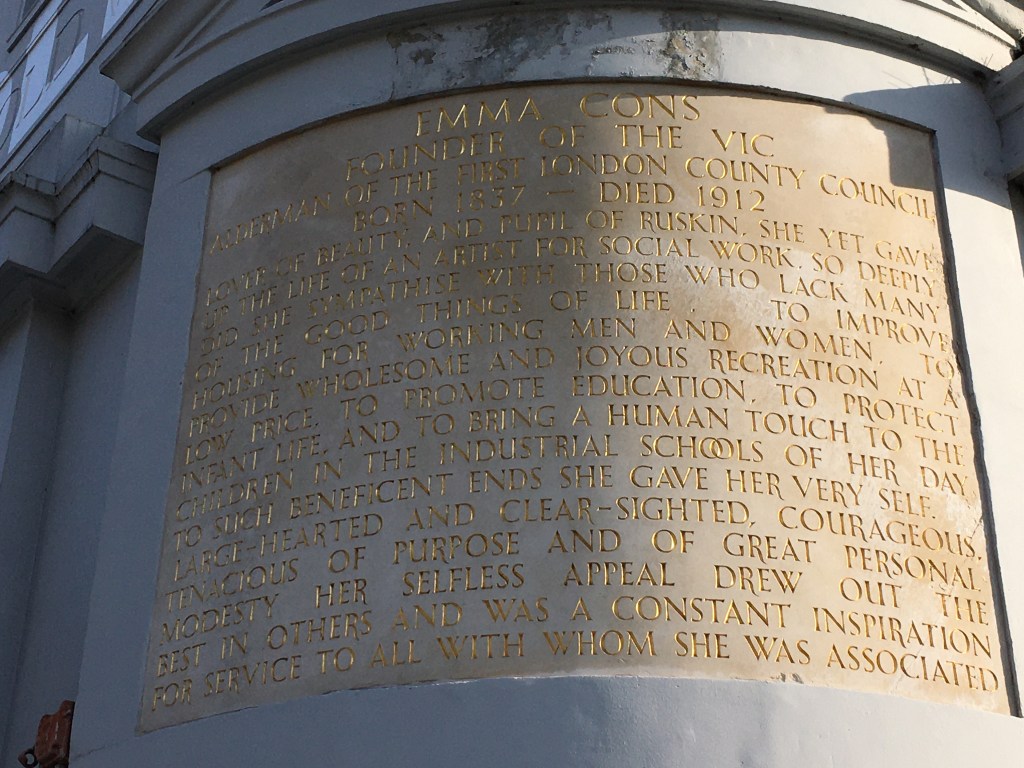 EMMA CONS
FOUNDER OF THE VIC
ALDERMAN OF THE FIRST LONDON COUNTY COUNCIL
BORN 1837 — DIED 1912
LOVER OF BEAUTY, AND PUPIL OF RUSKIN, SHE YET GAVE
UP THE LIFE OF AN ARTIST FOR SOCIAL WORK. SO DEEPLY
DID SHE SYMPATHISE WITH THOSE WHO LACK MANY
OF THE GOOD THINGS OF LIFE. TO IMPROVE
HOUSING FOR WORKING MEN AND WOMEN, TO
PROVIDE WHOLESOME AND JOYOUS RECREATION AT A
LOW PRICE, TO PROMOTE EDUCATION, TO PROTECT
INFANT LIFE, AND TO BRING A HUMAN TOUCH TO THE
CHILDREN IN THE INDUSTRIAL SCHOOLS OF HER DAY,
TO SUCH BENEFICENT ENDS SHE GAVE HER VERY SELF.
LARGE-HEARTED AND CLEAR-SIGHTED, COURAGEOUS,
TENACIOUS OF PURPOSE AND OF GREAT PERSONAL
MODESTY HER SELFLESS APPEAL DREW OUT THE
BEST IN OTHERS AND WAS A CONSTANT INSPIRATION
FOR SERVICE TO ALL WITH WHOM SHE WAS ASSOCIATED